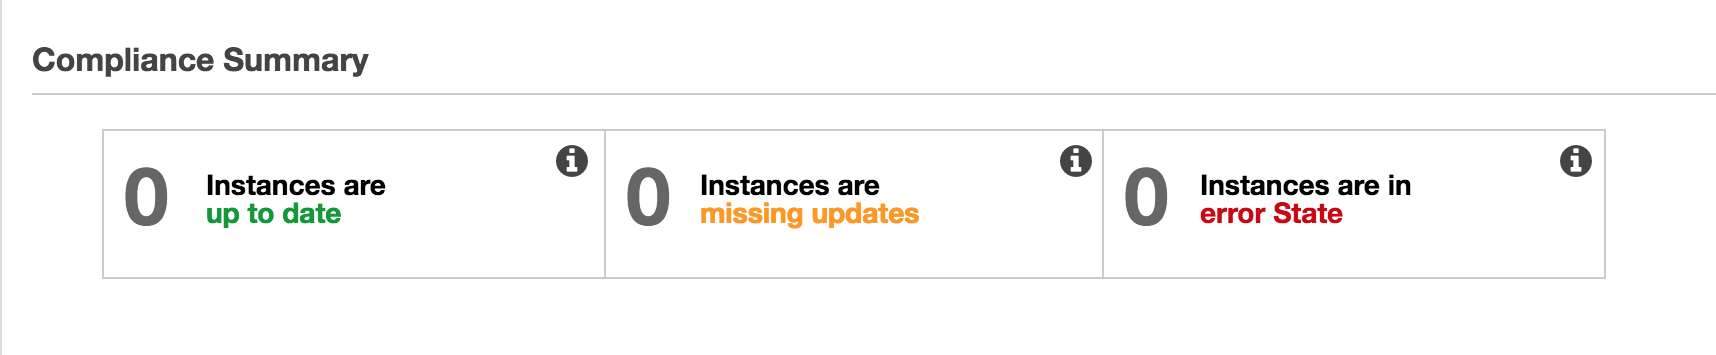 Compliance Summary
0
Instances are
up to date
0
Instances are
missing updates
0
Instances are in
error State